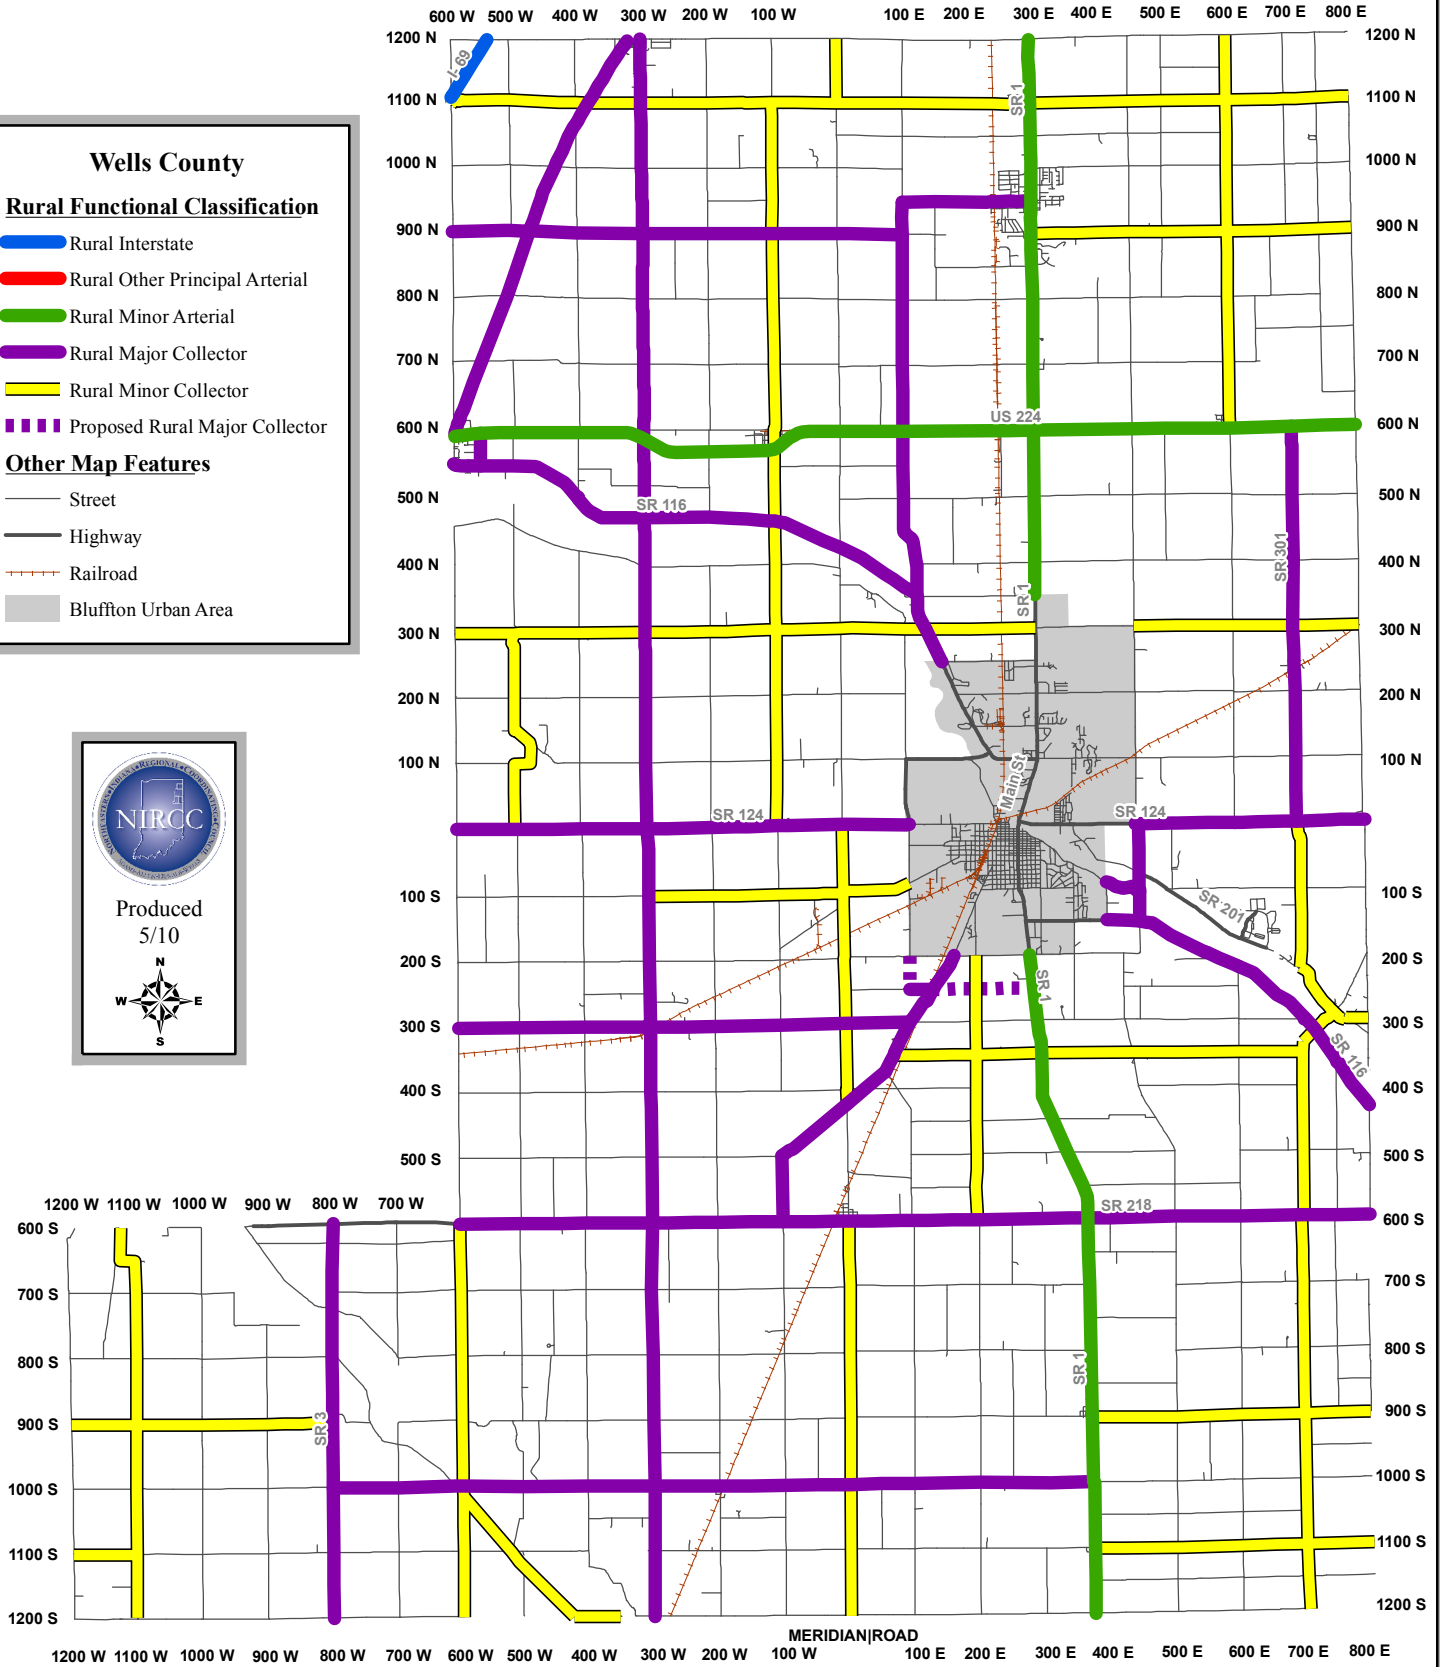 600 W 500 W 400 W 300 W 200 W 100 W 100 E 200 E 300 E 400 E 500 E 600 E 700 E 800 E
1200 N 1200 N
I- 69
1100 N 1100 N
SR 1
1000 N 1000 N
900 N 900 N
800 N 800 N
700 N 700 N
US 224
600 N 600 N
500 N 500 N
SR 116
SR 301
400 N 400 N
SR 1
300 N 300 N
200 N 200 N
100 N 100 N
Main St
SR 124 SR 124
100 S 100 S
SR 201
200 S 200 S
SR 1
300 S 300 S
SR 116
400 S 400 S
500 S 500 S
1200 W 1100 W 1000 W 900 W 800 W 700 W
SR 218
600 S 600 S
700 S 700 S
800 S 800 S
SR 1
900 S 900 S
SR 3
1000 S 1000 S
1100 S 1100 S
1200 S 1200 S
MERIDIAN|ROAD
1200 W 1100 W 1000 W 900 W 800 W 700 W 600 W 500 W 400 W 300 W 200 W 100 W 100 E 200 E 300 E 400 E 500 E 600 E 700 E 800 E
Wells County
Rural Functional Classification
Rural Interstate
Rural Other Principal Arterial
Rural Minor Arterial
Rural Major Collector
Rural Minor Collector
Proposed Rural Major Collector
Other Map Features
Street
Highway
Railroad
Bluffton Urban Area
NORTHEASTERN•INDIANA•REGIONAL•COORDINATING•COUNCIL
NIRCC
Produced
5/10
N
W E
S